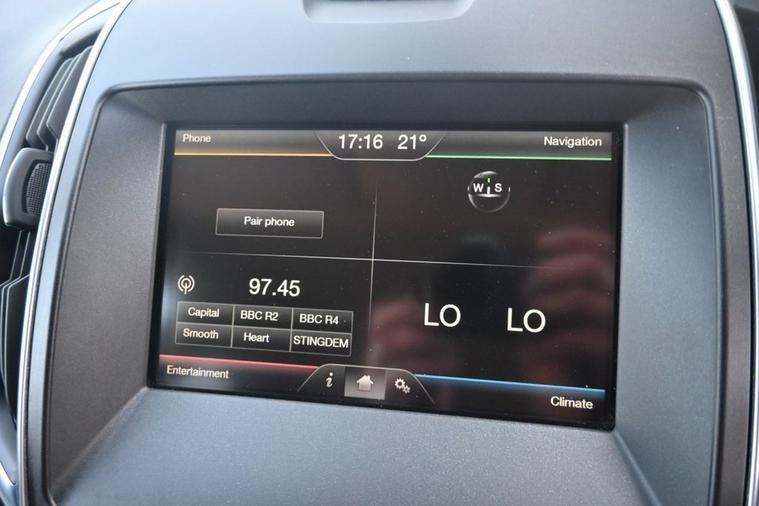 Phone
17:16 21°
Navigation
W S
Pair phone
97.45
Capital BBC R2 BBC R4
Smooth Heart STINGDEM
LO LO
Entertainment
i
Climate